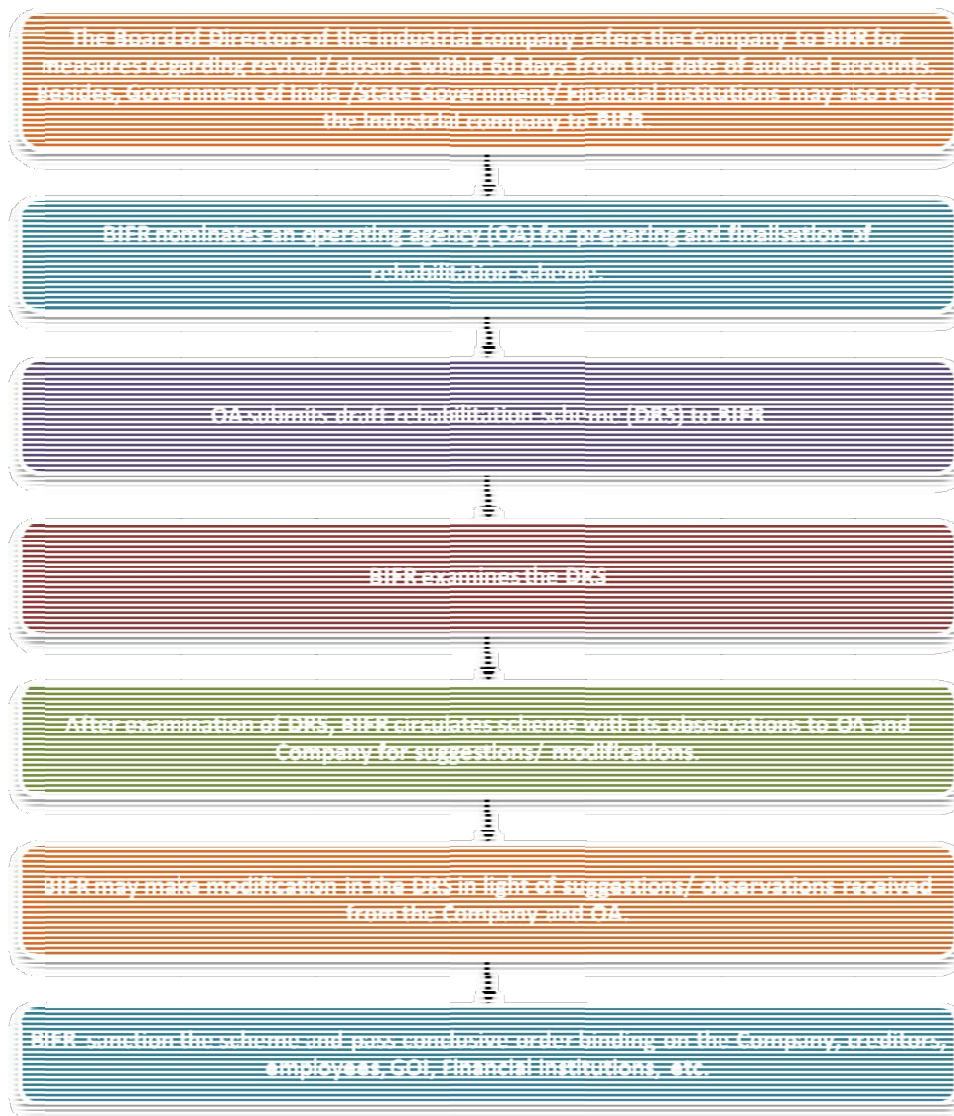 The Board of Directors of the industrial company refers the Company to BIFR for
measures regarding revival/ closure within 60 days from the date of audited accounts.
Besides, Government of India /State Government/ Financial institutions may also refer
the industrial company to BIFR.
BIFR nominates an operating agency (OA) for preparing and finalisation of
rehabilitation scheme.
OA submits draft rehabilitation scheme (DRS) to BIFR
BIFR examines the DRS
After examination of DRS, BIFR circulates scheme with its observations to OA and
Company for suggestions/ modifications.
BIFR may make modification in the DRS in light of suggestions/ observations received
from the Company and OA.
BIFR sanction the scheme and pass conclusive order binding on the Company, creditors,
employees, GOI, Financial Institutions, etc.